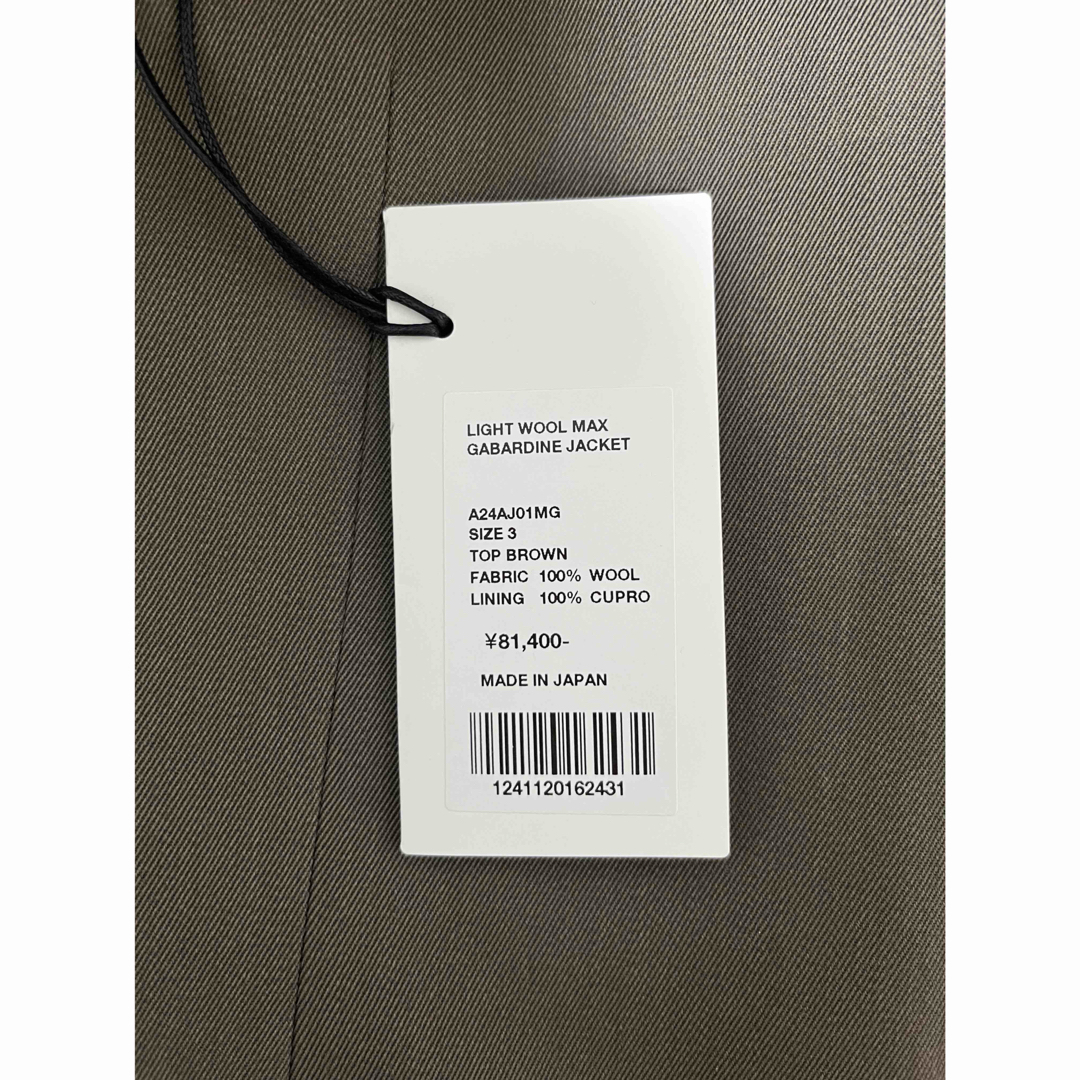 LIGHT WOOL MAX
GABARDINE JACKET
A24AJ01MG
SIZE 3
TOP BROWN
FABRIC 100% WOOL
LINING 100% CUPRO
¥81,400-
MADE IN JAPAN
1241120162431